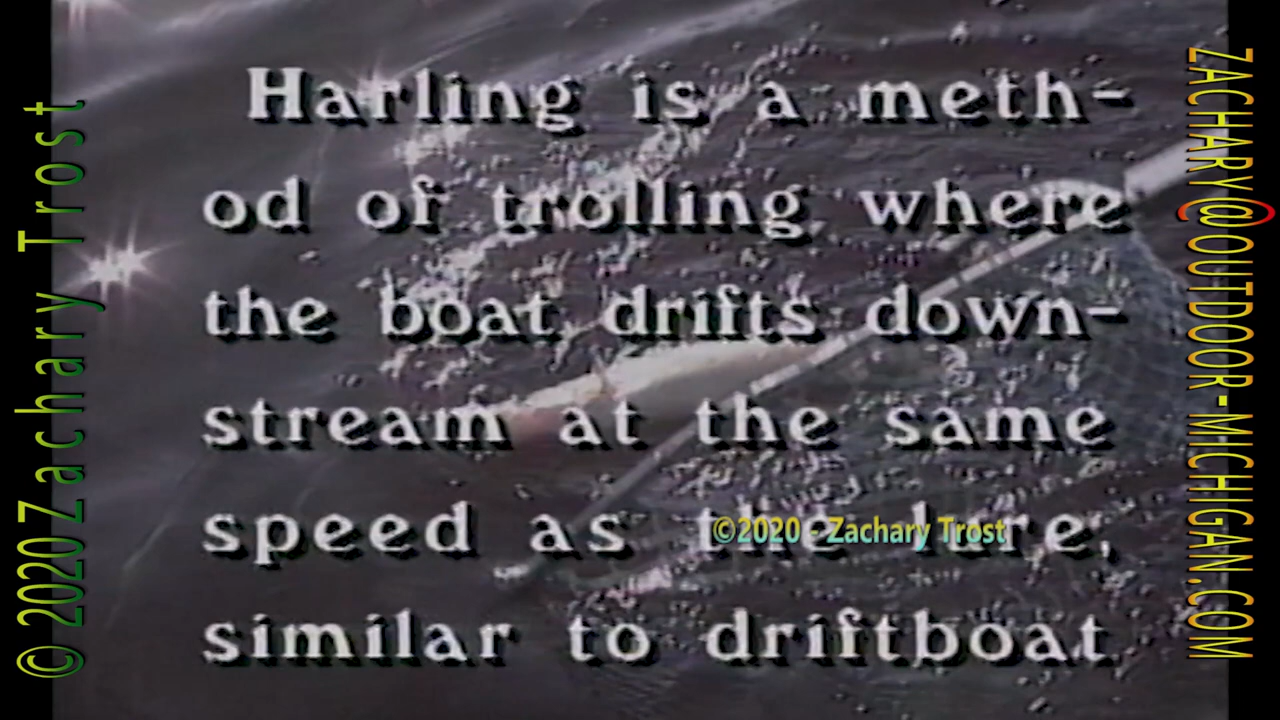 Harling is a meth-
od of trolling where
the boat drifts down-
stream at the same
speed as the lure,
similar to driftboat
©2020 - Zachary Trost
© 2020 Zachary Trost
ZACHARY@OUTDOOR-MICHIGAN.COM